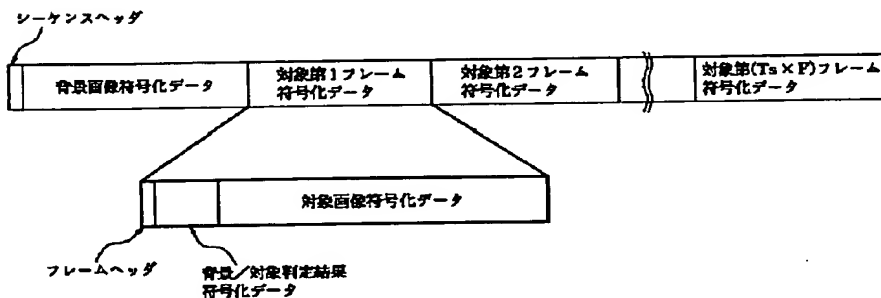 シーケンスヘッダ
背景画像符号化データ
対象第1フレーム
符号化データ
対象第2フレーム
符号化データ
対象第(Ts×F)フレーム
符号化データ
対象画像符号化データ
フレームヘッダ
背景/対象判定結果
符号化データ